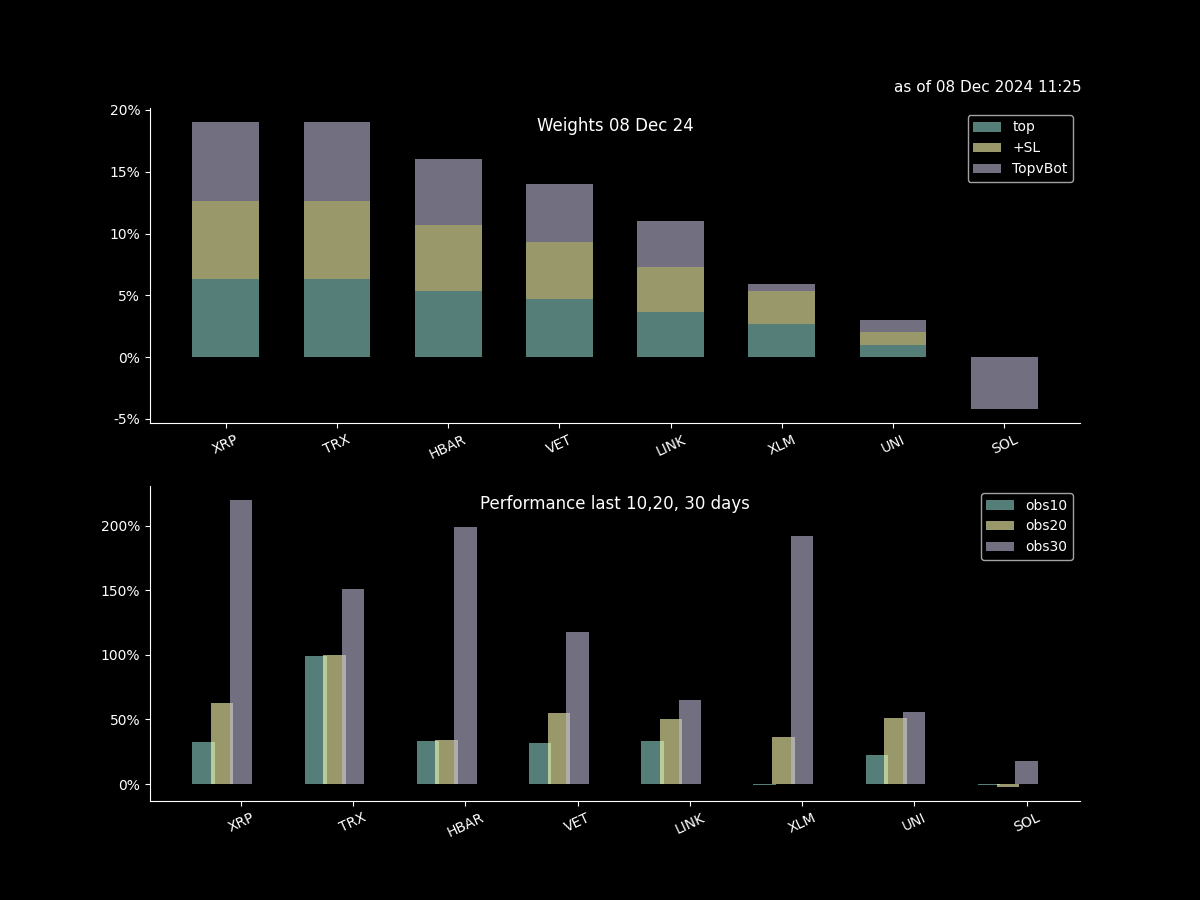 as of 08 Dec 2024 11:25
Weights 08 Dec 24
20%
15%
10%
5%
0%
-5%
top
+SL
TopvBot
XRP TRX HBAR VET LINK XLM UNI SOL
Performance last 10,20, 30 days
200%
150%
100%
50%
0%
obs10
obs20
obs30
XRP TRX HBAR VET LINK XLM UNI SOL